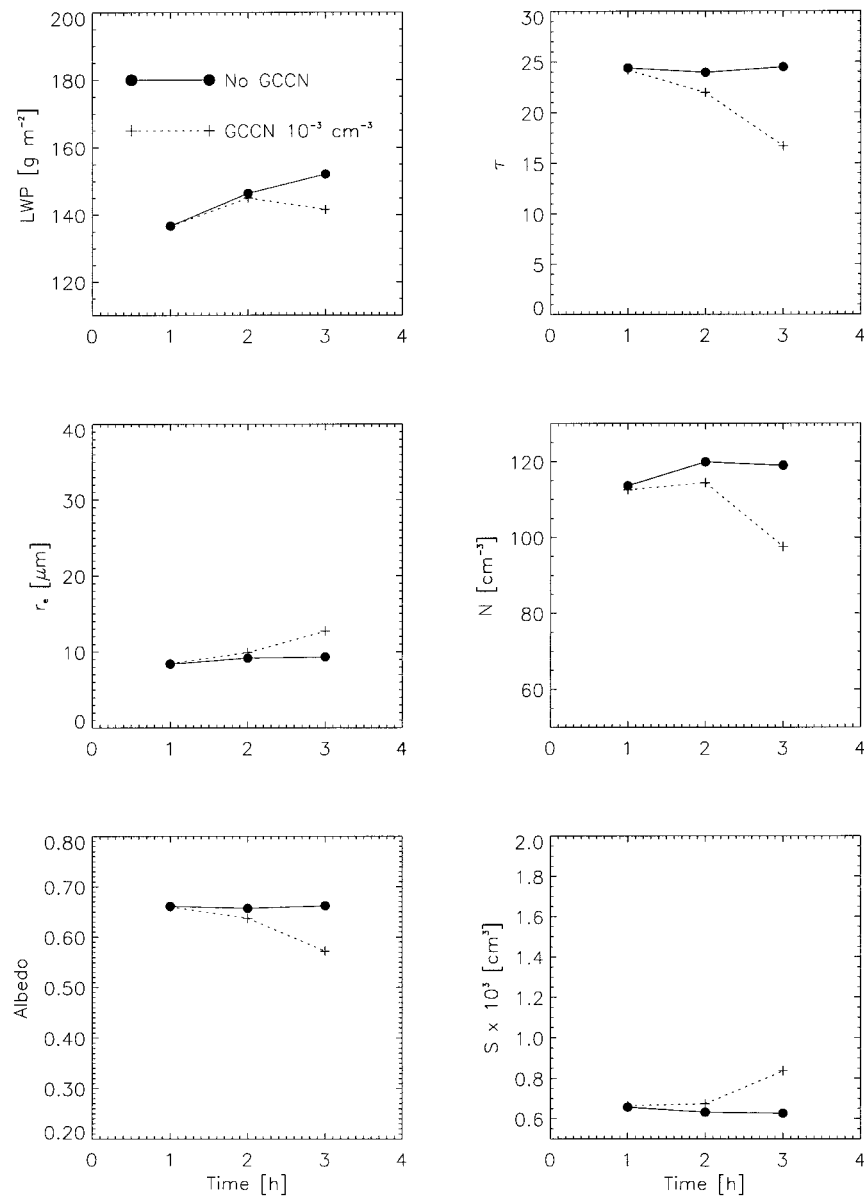 200
180
160
140
120
LWP [g m⁻²]
No GCCN
GCCN 10⁻³ cm⁻³
0 1 2 3 4
30
25
20
15
10
5
0
τ
0 1 2 3 4
40
30
20
10
0
rₑ [μm]
0 1 2 3 4
120
100
80
60
N [cm⁻³]
0 1 2 3 4
0.80
0.70
0.60
0.50
0.40
0.30
0.20
Albedo
0 1 2 3 4
Time [h]
2.0
1.8
1.6
1.4
1.2
1.0
0.8
0.6
S x 10³ [cm³]
0 1 2 3 4
Time [h]